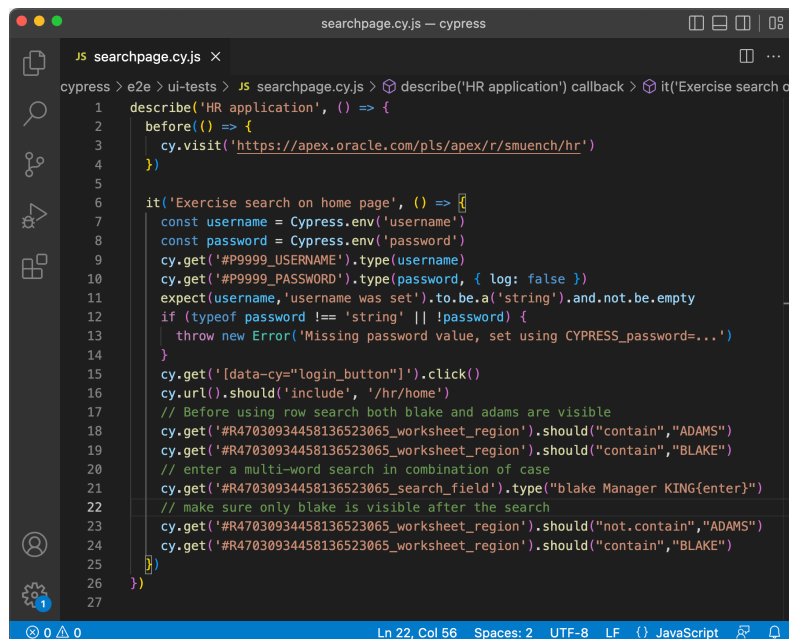 searchpage.cy.js — cypress
JS searchpage.cy.js ×
cypress > e2e > ui-tests > JS searchpage.cy.js > describe('HR application') callback > it('Exercise search o
1 describe('HR application', () => {
2   before(() => {
3     cy.visit('https://apex.oracle.com/pls/apex/r/smuench/hr')
4   })
5
6   it('Exercise search on home page', () => {
7     const username = Cypress.env('username')
8     const password = Cypress.env('password')
9     cy.get('#P9999_USERNAME').type(username)
10     cy.get('#P9999_PASSWORD').type(password, { log: false })
11     expect(username,'username was set').to.be.a('string').and.not.be.empty
12     if (typeof password !== 'string' || !password) {
13       throw new Error('Missing password value, set using CYPRESS_password=...')
14     }
15     cy.get('[data-cy="login_button"]').click()
16     cy.url().should('include', '/hr/home')
17     // Before using row search both blake and adams are visible
18     cy.get('#R47030934458136523065_worksheet_region').should("contain","ADAMS")
19     cy.get('#R47030934458136523065_worksheet_region').should("contain","BLAKE")
20     // enter a multi-word search in combination of case
21     cy.get('#R47030934458136523065_search_field').type("blake Manager KING{enter}")
22     // make sure only blake is visible after the search
23     cy.get('#R47030934458136523065_worksheet_region').should("not.contain","ADAMS")
24     cy.get('#R47030934458136523065_worksheet_region').should("contain","BLAKE")
25   })
26 })
27
1
0 0 Ln 22, Col 56 Spaces: 2 UTF-8 LF {} JavaScript